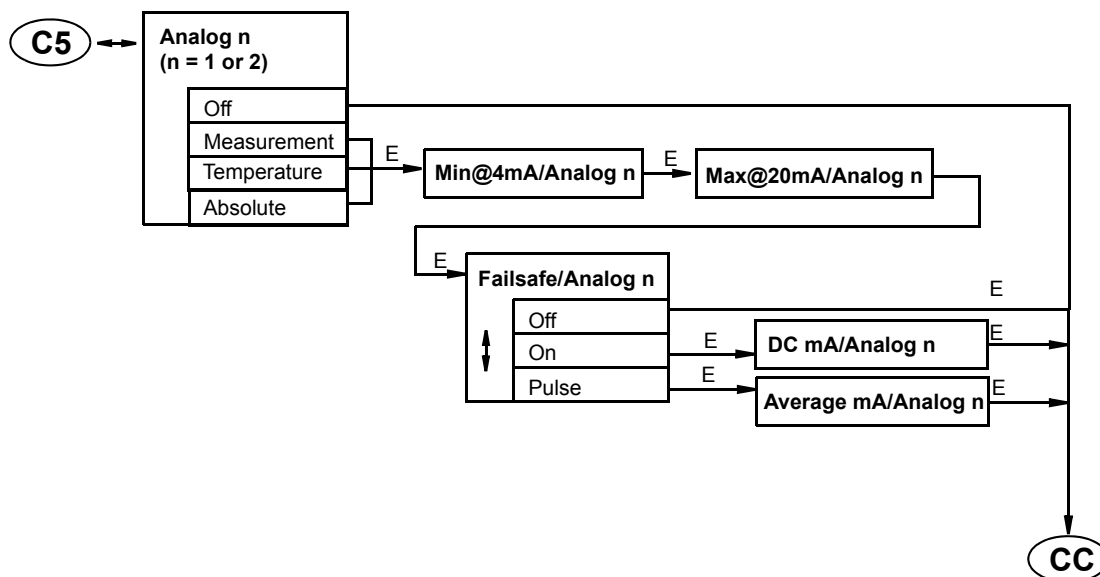 C5
Analog n
(n = 1 or 2)
Off
Measurement
Temperature
Absolute
E
Min@4mA/Analog n
E
Max@20mA/Analog n
E
Failsafe/Analog n
Off
On
Pulse
E
E
DC mA/Analog n
E
E
Average mA/Analog n
E
CC